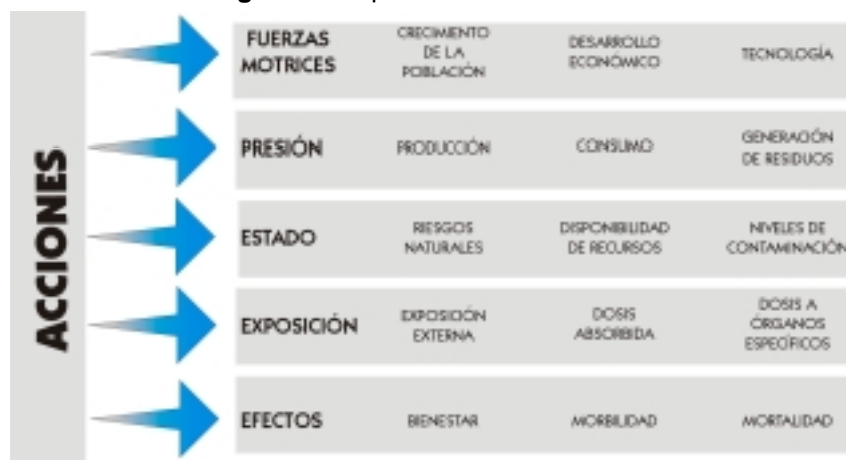 ACCIONES
FUERZAS
MOTRICES
CRECIMIENTO
DE LA
POBLACIÓN
DESARROLLO
ECONÓMICO
TECNOLOGÍA
PRESIÓN
PRODUCCIÓN
CONSUMO
GENERACIÓN
DE RESIDUOS
ESTADO
RIESGOS
NATURALES
DISPONIBILIDAD
DE RECURSOS
NIVELES DE
CONTAMINACIÓN
EXPOSICIÓN
EXPOSICIÓN
EXTERNA
DOSIS
ABSORBIDA
DOSIS A
ÓRGANOS
ESPECÍFICOS
EFECTOS
BIENESTAR
MORBILIDAD
MORTALIDAD